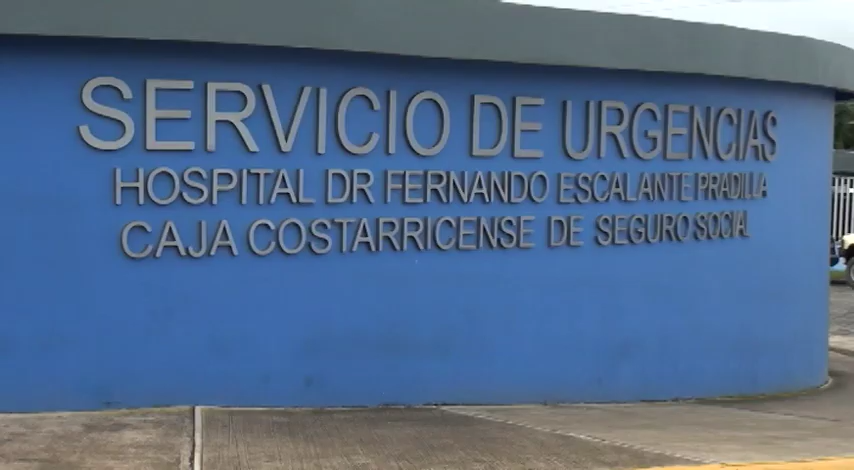 SERVICIO DE URGENCIAS
HOSPITAL DR FERNANDO ESCALANTE PRADILLA
CAJA COSTARRICENSE DE SEGURO SOCIAL